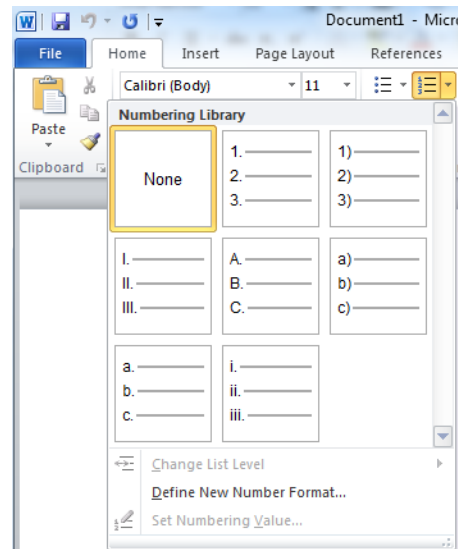 Document1 - Micr
File Home Insert Page Layout References
Calibri (Body) 11
Paste
Clipboard
Numbering Library
None
1.
2.
3.
1)
2)
3)
I.
II.
III.
A.
B.
C.
a)
b)
c)
a.
b.
c.
i.
ii.
iii.
Change List Level
Define New Number Format...
Set Numbering Value...